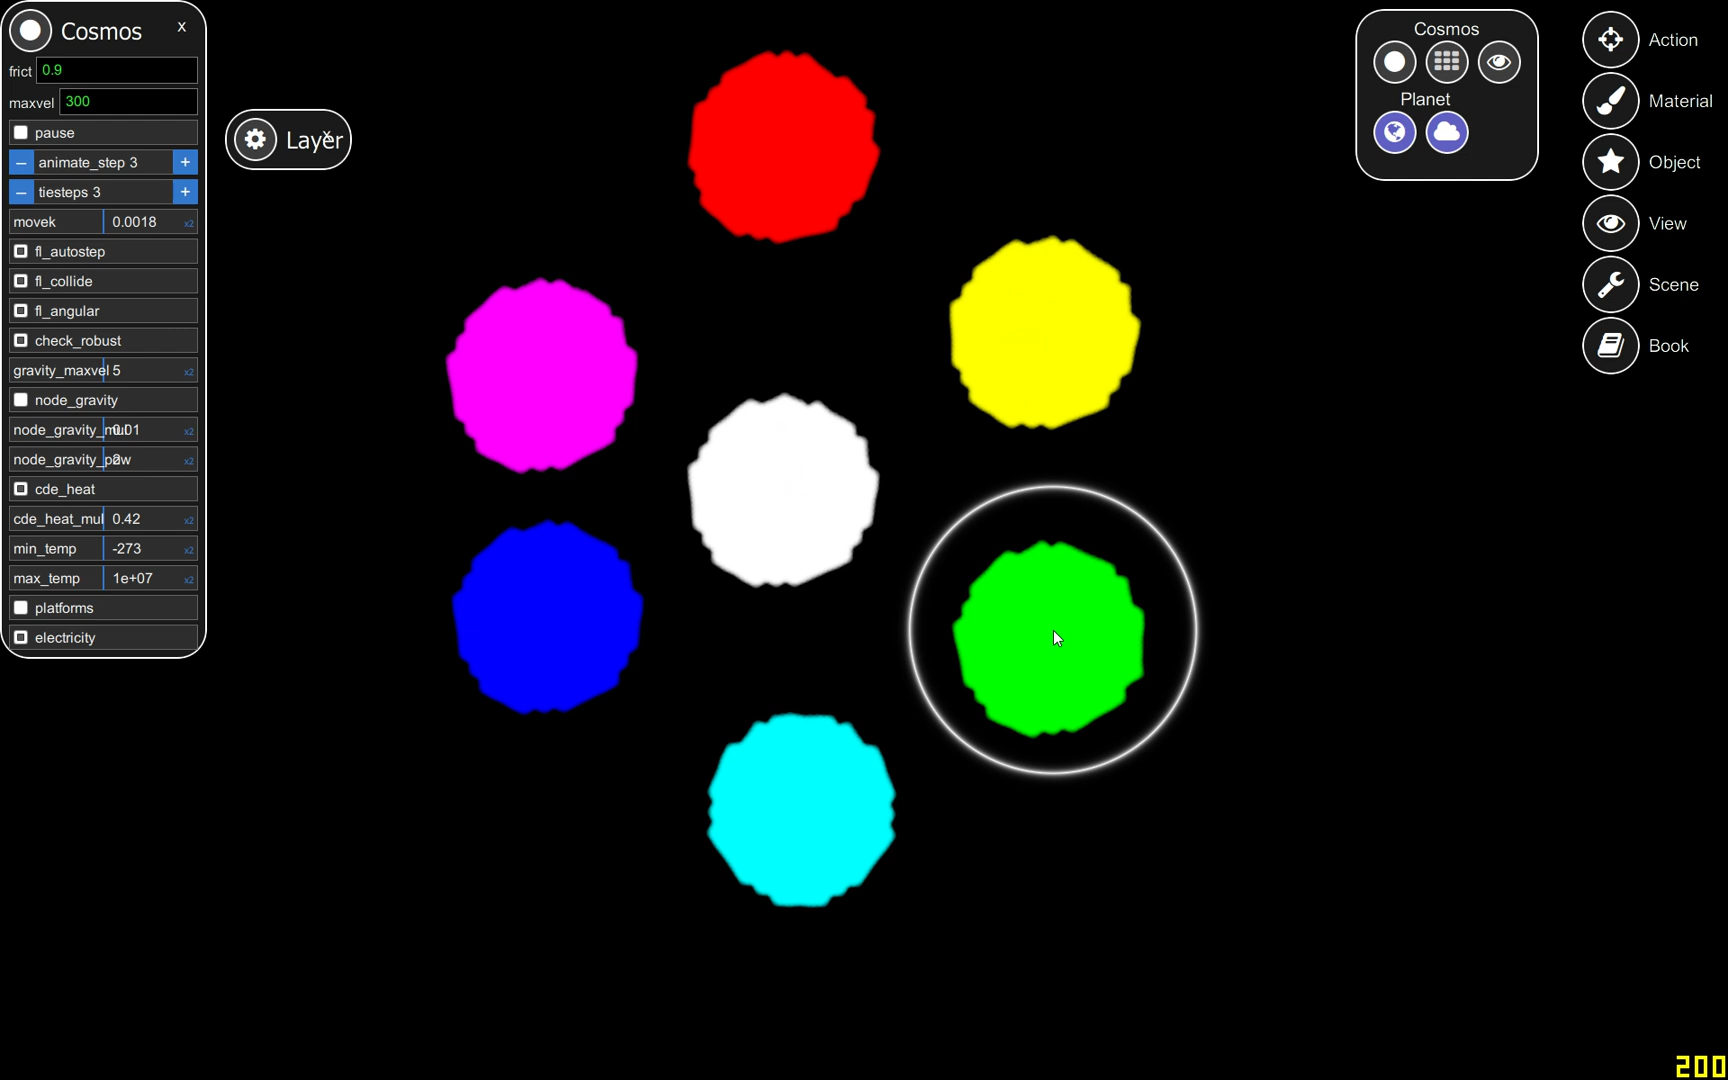 Cosmos x
frict 0.9
maxvel 300
pause
– animate_step 3 +
– tiesteps 3 +
movek 0.0018 x2
fl_autostep
fl_collide
fl_angular
check_robust
gravity_maxvel 5 x2
node_gravity
node_gravity_mul 0.01 x2
node_gravity_pow 2 x2
cde_heat
cde_heat_mul 0.42 x2
min_temp -273 x2
max_temp 1e+07 x2
platforms
electricity
Layer x
Cosmos
Planet
Action
Material
Object
View
Scene
Book
200